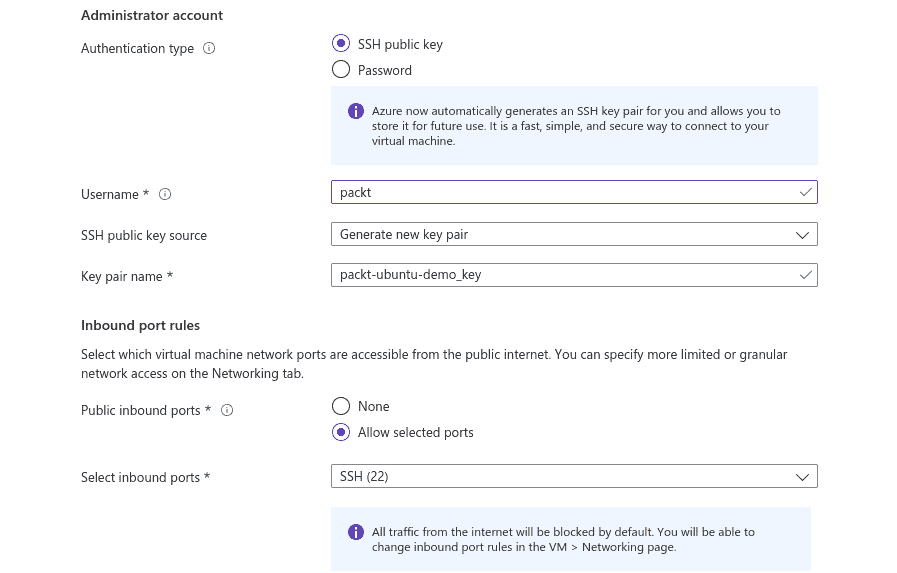 Administrator account
Authentication type
SSH public key
Password
Azure now automatically generates an SSH key pair for you and allows you to
store it for future use. It is a fast, simple, and secure way to connect to your
virtual machine.
Username *
packt
SSH public key source
Generate new key pair
Key pair name *
packt-ubuntu-demo_key
Inbound port rules
Select which virtual machine network ports are accessible from the public internet. You can specify more limited or granular
network access on the Networking tab.
Public inbound ports *
None
Allow selected ports
Select inbound ports *
SSH (22)
All traffic from the internet will be blocked by default. You will be able to
change inbound port rules in the VM > Networking page.